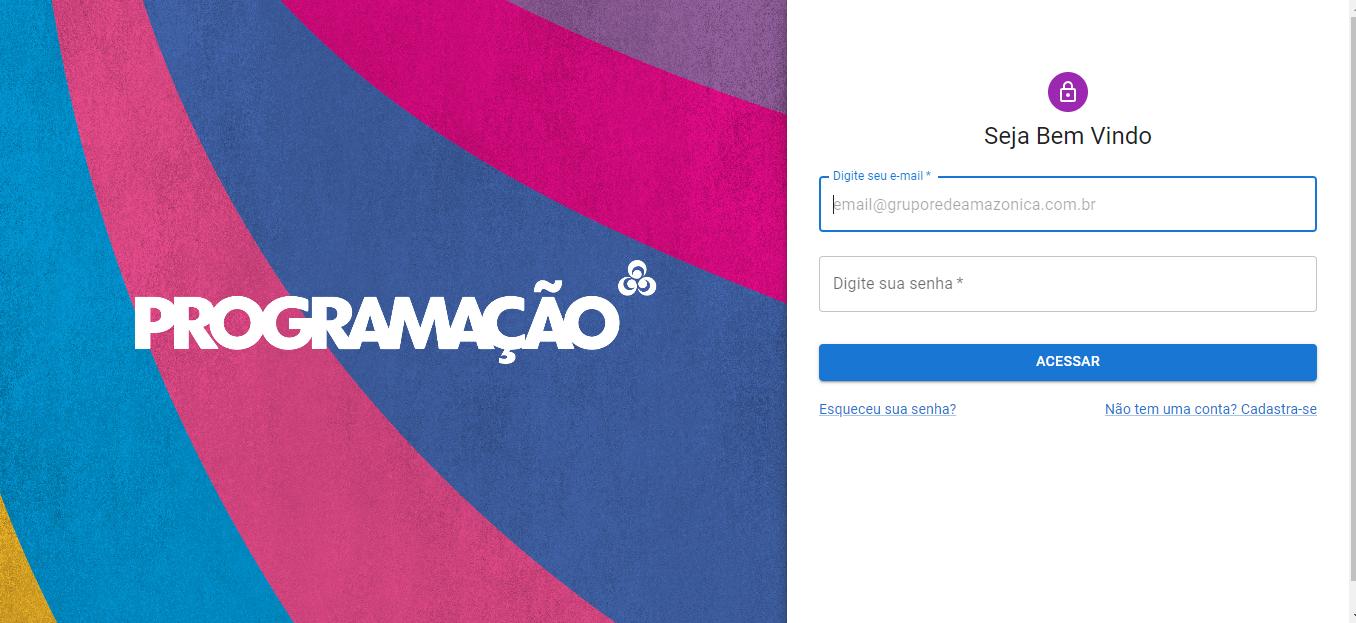 PROGRAMAÇÃO
Seja Bem Vindo
Digite seu e-mail *
email@gruporedeamazonica.com.br
Digite sua senha *
ACESSAR
Esqueceu sua senha?
Não tem uma conta? Cadastra-se